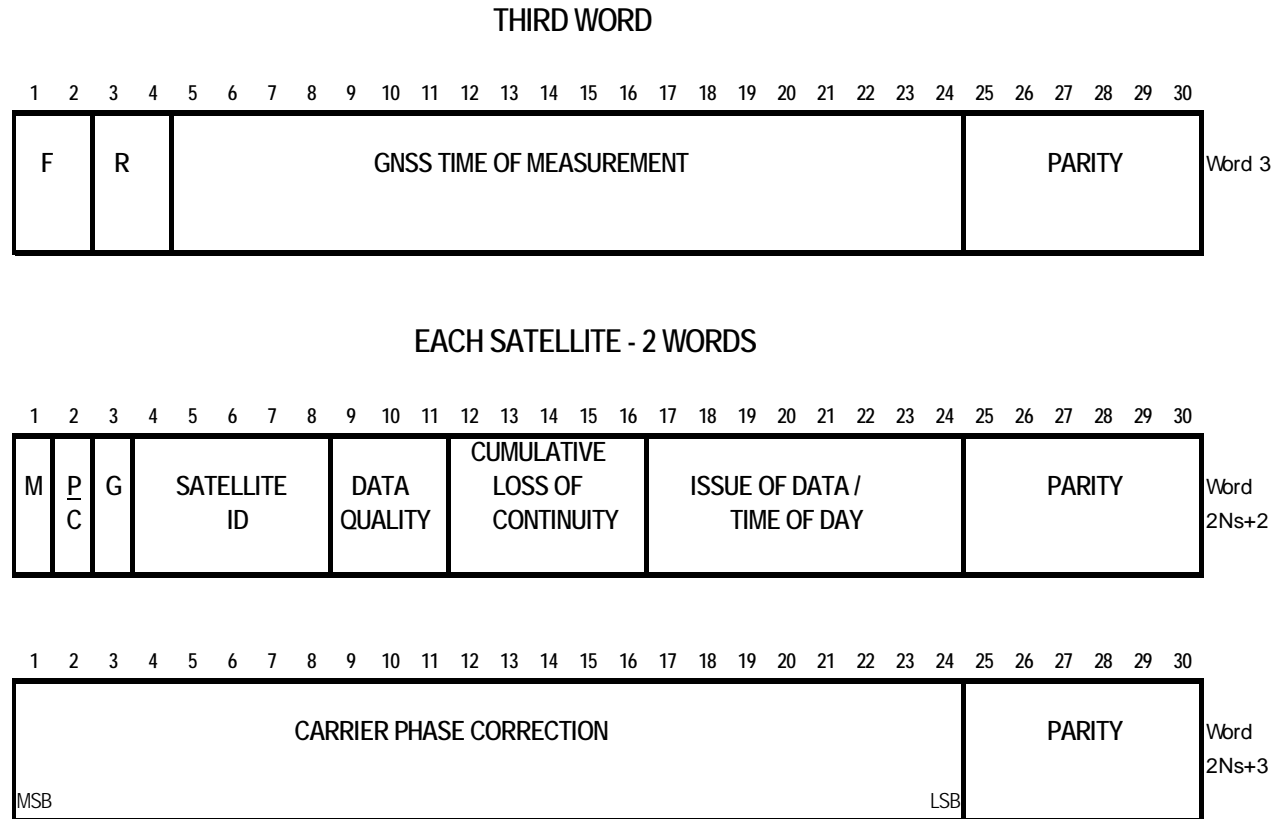 THIRD WORD
1 2 3 4 5 6 7 8 9 10 11 12 13 14 15 16 17 18 19 20 21 22 23 24 25 26 27 28 29 30
F R GNSS TIME OF MEASUREMENT PARITY Word 3
EACH SATELLITE - 2 WORDS
1 2 3 4 5 6 7 8 9 10 11 12 13 14 15 16 17 18 19 20 21 22 23 24 25 26 27 28 29 30
CUMULATIVE
M P G SATELLITE DATA LOSS OF ISSUE OF DATA / PARITY Word
C ID QUALITY CONTINUITY TIME OF DAY 2Ns+2
1 2 3 4 5 6 7 8 9 10 11 12 13 14 15 16 17 18 19 20 21 22 23 24 25 26 27 28 29 30
CARRIER PHASE CORRECTION PARITY Word
2Ns+3
MSB LSB